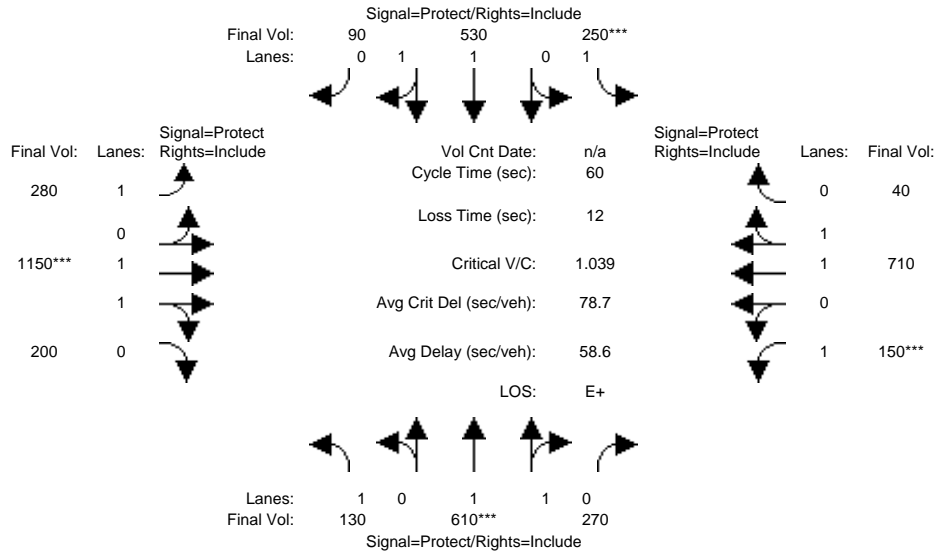 Signal=Protect/Rights=Include
Final Vol: 90 530 250***
Lanes: 0 1 1 0 1
Signal=Protect
Final Vol: Lanes: Rights=Include
Vol Cnt Date: n/a
Signal=Protect
Rights=Include Lanes: Final Vol:
Cycle Time (sec): 60
280 1
0 40
Loss Time (sec): 12
0
1
1150*** 1
Critical V/C: 1.039
1 710
1
Avg Crit Del (sec/veh): 78.7
0
200 0
Avg Delay (sec/veh): 58.6
1 150***
LOS: E+
Lanes: 1 0 1 1 0
Final Vol: 130 610*** 270
Signal=Protect/Rights=Include